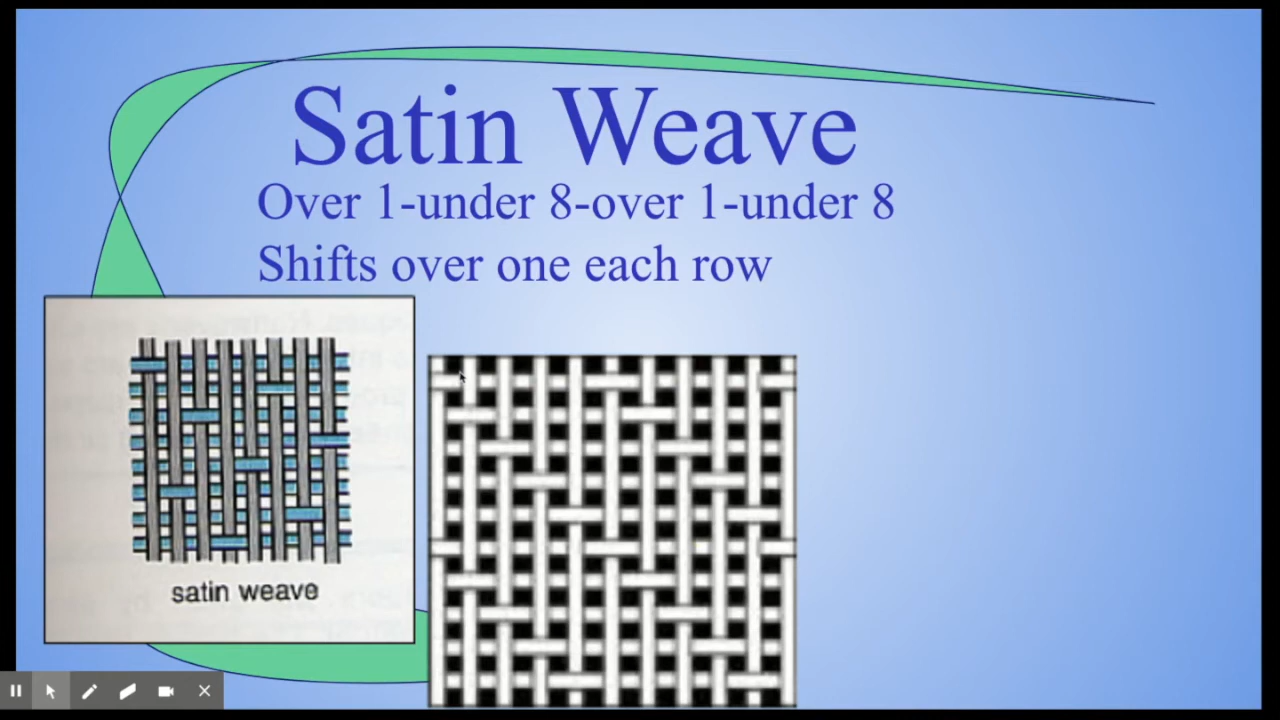 Satin Weave
Over 1-under 8-over 1-under 8
Shifts over one each row
satin weave